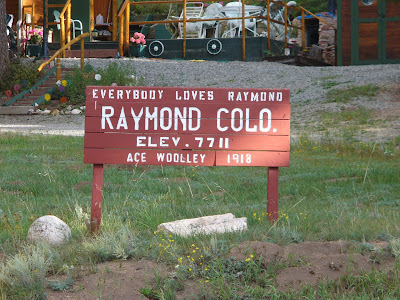 EVERYBODY LOVES RAYMOND
RAYMOND COLO.
ELEV. 7711
ACE WOOLLEY 1918